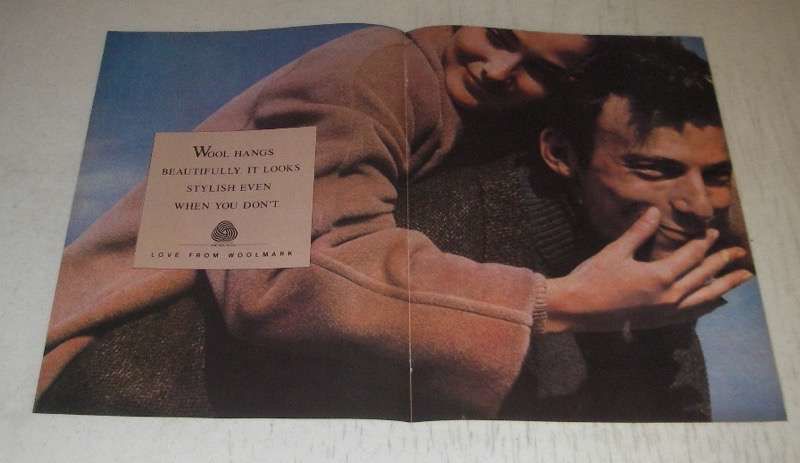 WOOL HANGS
BEAUTIFULLY. IT LOOKS
STYLISH EVEN
WHEN YOU DON'T.
LOVE FROM WOOLMARK